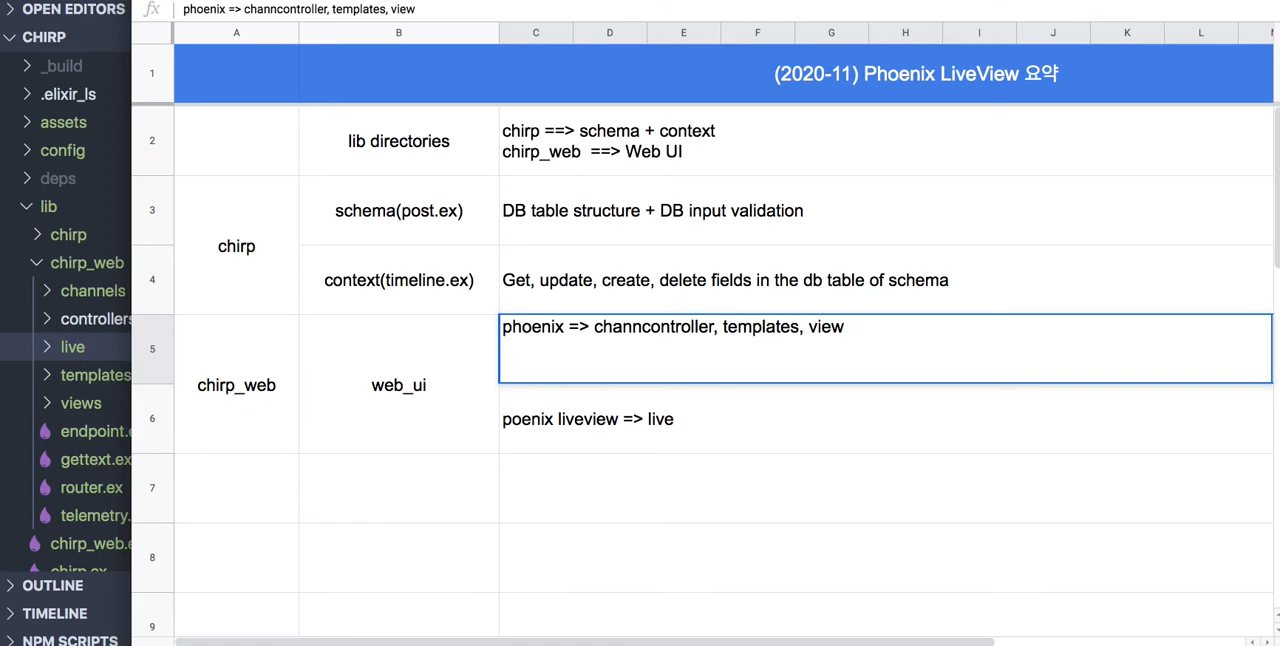 OPEN EDITORS
CHIRP
_build
.elixir_ls
assets
config
deps
lib
chirp
chirp_web
channels
controllers
live
templates
views
endpoint.e
gettext.ex
router.ex
telemetry.
chirp_web.e
chirp.ex
OUTLINE
TIMELINE
NPM SCRIPTS
fx phoenix => channcontroller, templates, view
A B C D E F G H I J K L
1 (2020-11) Phoenix LiveView 요약
2 lib directories chirp ==> schema + context
chirp_web ==> Web UI
3 schema(post.ex) DB table structure + DB input validation
chirp
4 context(timeline.ex) Get, update, create, delete fields in the db table of schema
5 phoenix => channcontroller, templates, view
chirp_web web_ui
6 poenix liveview => live
7
8
9